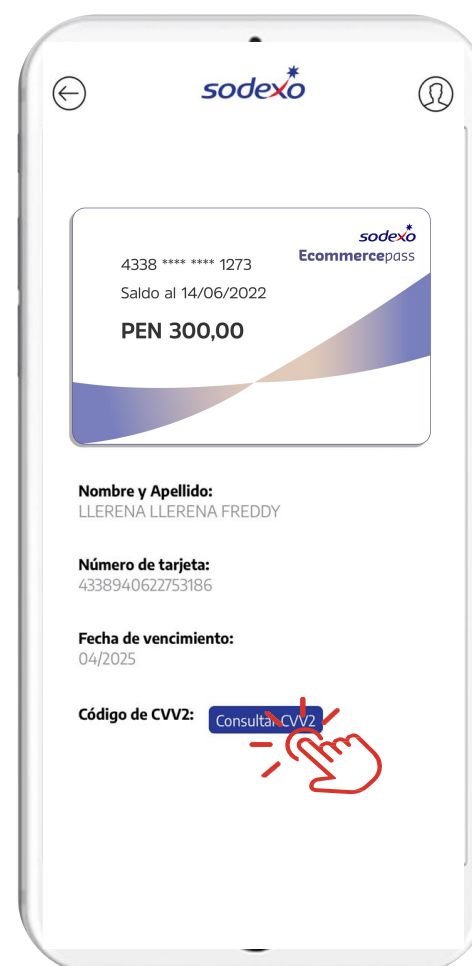 sodexo
sodexo
Ecommercepass
4338 **** **** 1273
Saldo al 14/06/2022
PEN 300,00
Nombre y Apellido:
LLERENA LLERENA FREDDY
Número de tarjeta:
4338940622753186
Fecha de vencimiento:
04/2025
Código de CVV2: Consultar CVV2